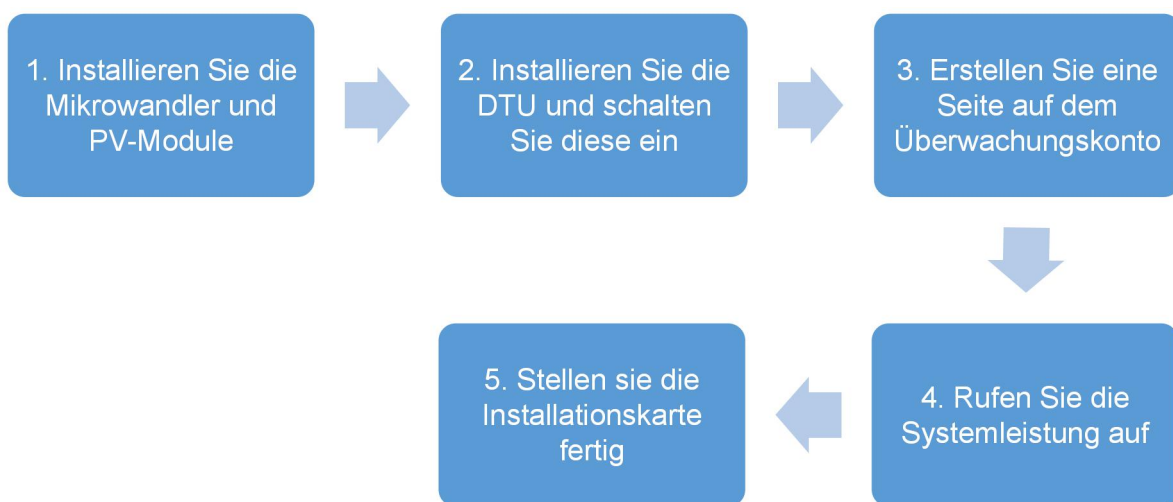 1. Installieren Sie die
Mikrowandler und
PV-Module
2. Installieren Sie die
DTU und schalten
Sie diese ein
3. Erstellen Sie eine
Seite auf dem
Überwachungskonto
4. Rufen Sie die
Systemleistung auf
5. Stellen sie die
Installationskarte
fertig